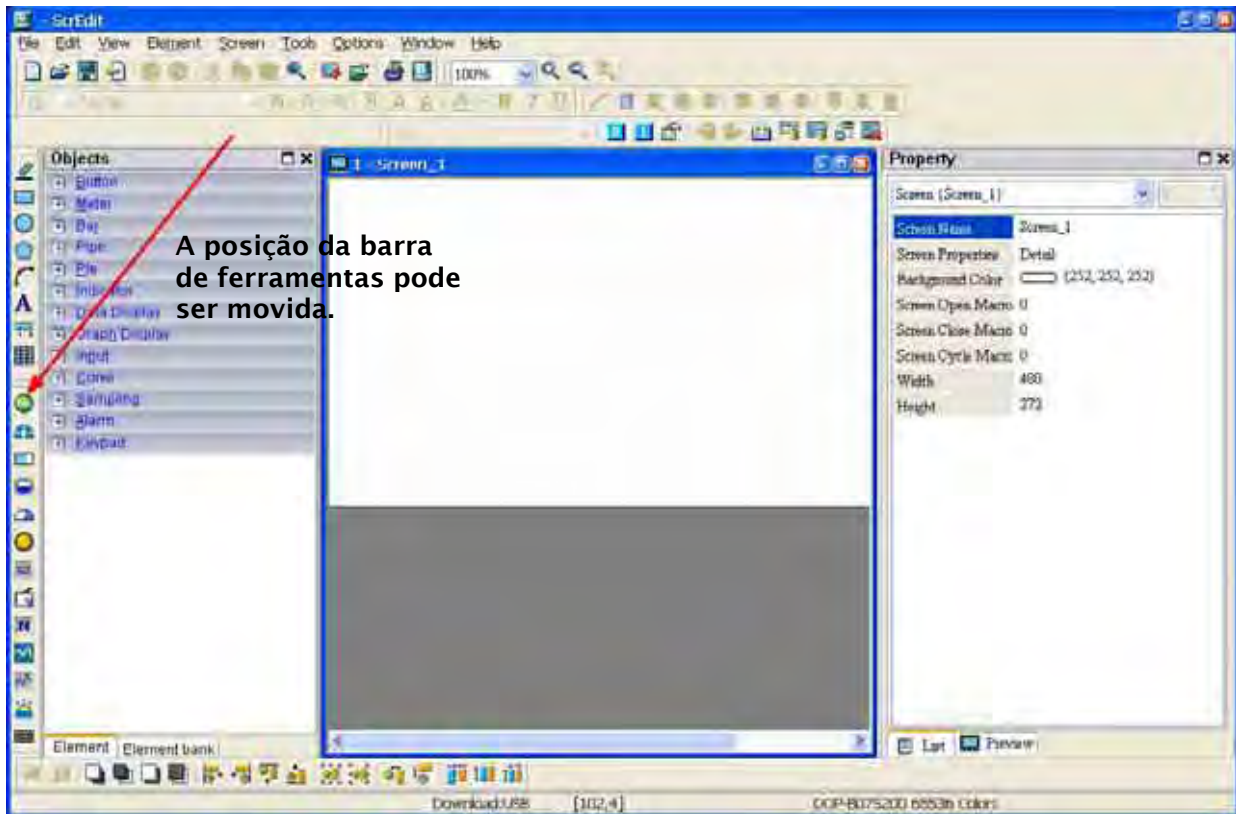 - ScrEdit
File Edit View Element Screen Tools Options Window Help
100%
Objects
Button
Meter
Bar
Pipe
Pie
Indicator
Data Display
Graph Display
Input
Curve
Sampling
Alarm
Keypad
A posição da barra
de ferramentas pode
ser movida.
Element Element bank
1 - Screen_1
Property
Screen {Screen_1}
Screen Name Screen_1
Screen Properties Detail
Background Color (252, 252, 252)
Screen Open Macro 0
Screen Close Macro 0
Screen Cycle Macro 0
Width 480
Height 272
List Preview
Download:USB [102,4] 65536 Colors